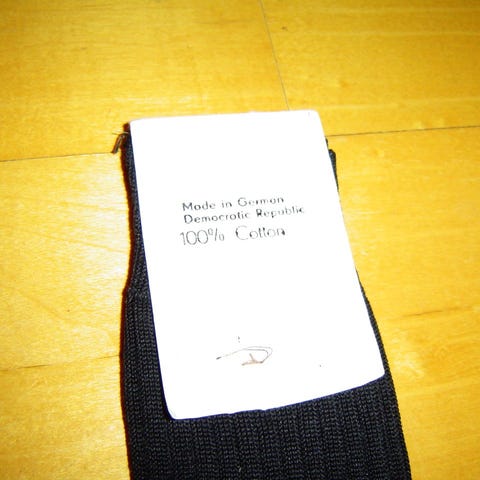 Made in German
Democratic Republic
100% Cotton